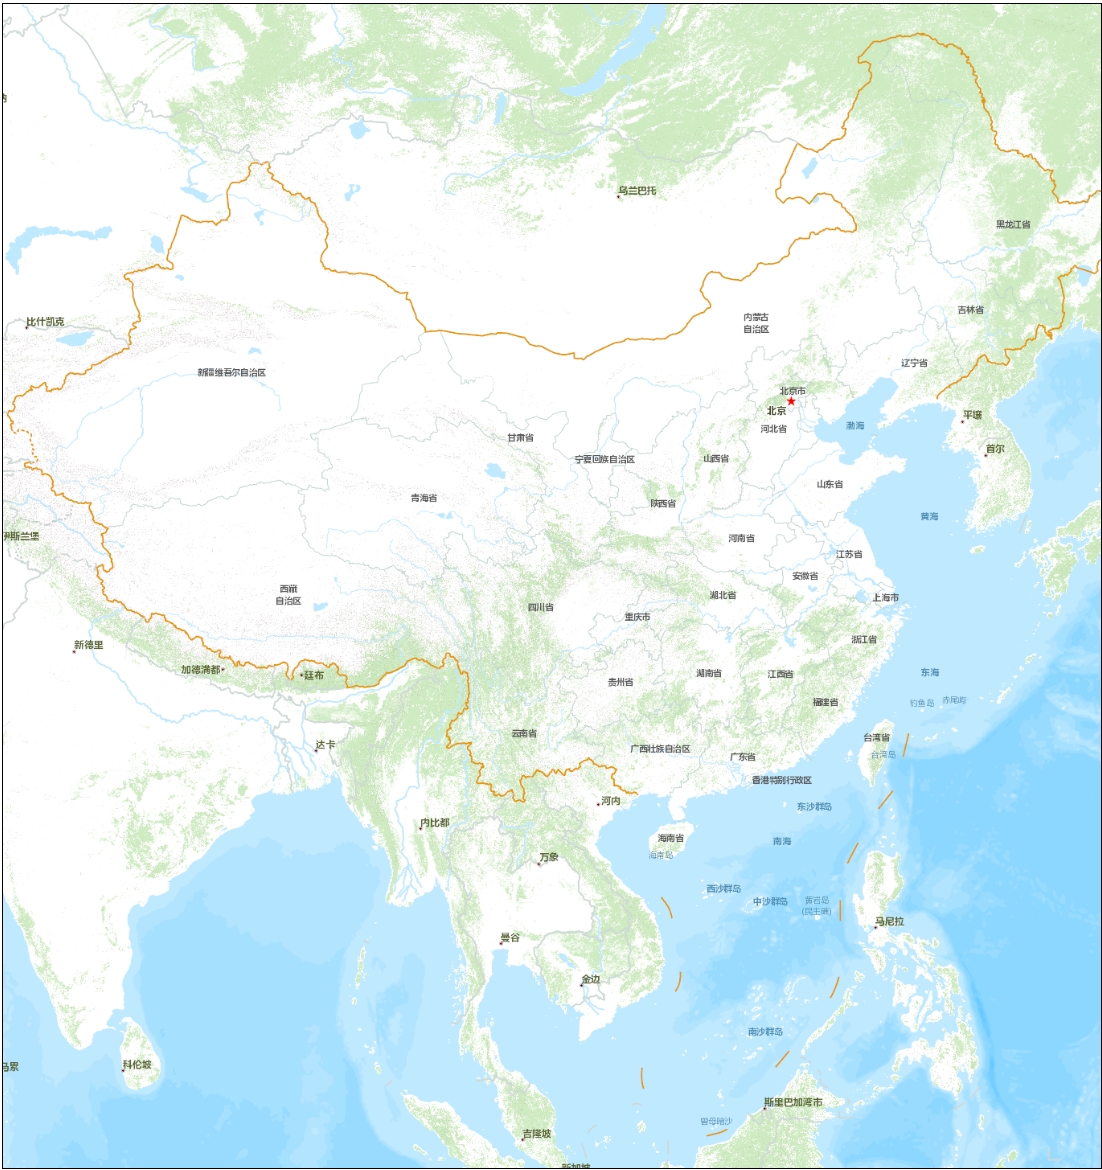 乌兰巴托
黑龙江省
吉林省
内蒙古
自治区
比什凯克
辽宁省
新疆维吾尔自治区
北京市
北京
平壤
渤海
河北省
甘肃省
首尔
宁夏回族自治区
山西省
山东省
青海省
陕西省
黄海
伊斯兰堡
河南省
江苏省
安徽省
西藏
自治区
湖北省
上海市
四川省
重庆市
浙江省
新德里
加德满都
廷布
东海
贵州省
湖南省
江西省
钓鱼岛
赤尾屿
福建省
云南省
台湾省
达卡
广西壮族自治区
台湾岛
广东省
香港特别行政区
河内
东沙群岛
内比都
海南省
南海
万象
海南岛
西沙群岛
中沙群岛
黄岩岛
(民主礁)
马尼拉
曼谷
金边
南沙群岛
科伦坡
斯里巴加湾市
曾母暗沙
吉隆坡